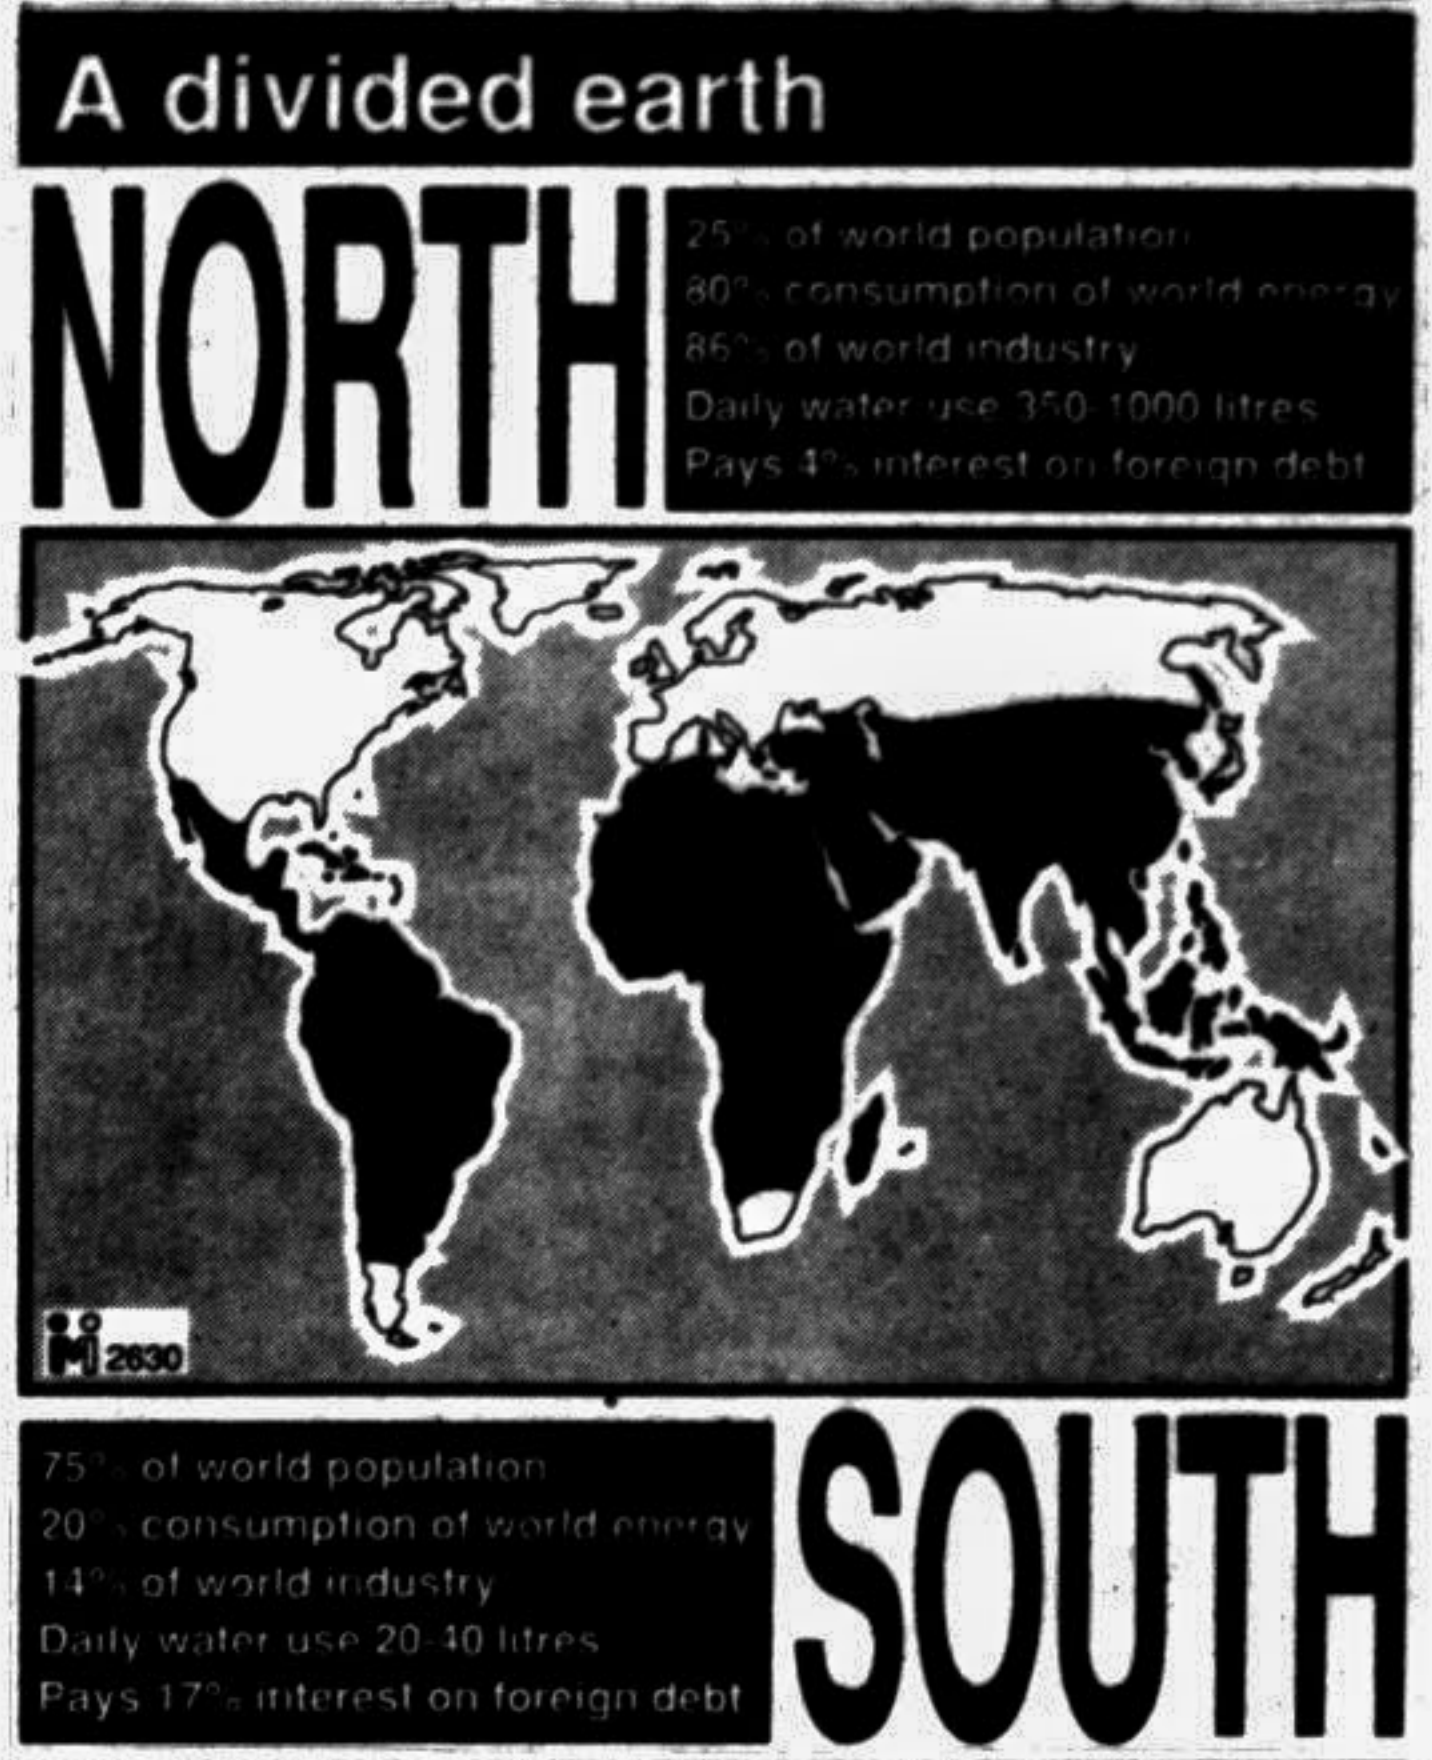 A divided earth
NORTH
25% of world population
80% consumption of world energy
86% of world industry
Daily water use 350-1000 litres
Pays 4% interest on foreign debt
2630
75% of world population
20% consumption of world energy
14% of world industry
Daily water use 20-40 litres
Pays 17% interest on foreign debt
SOUTH